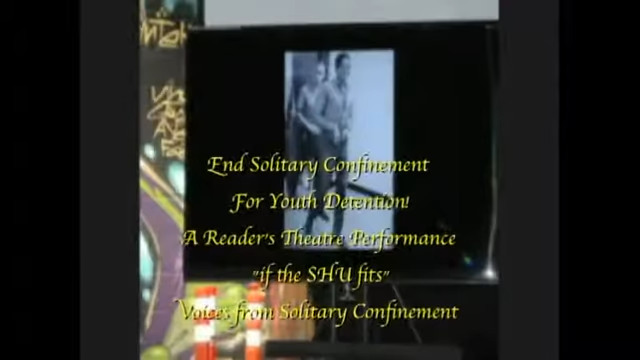 End Solitary Confinement
For Youth Detention!
A Reader's Theatre Performance
"if the SHU fits"
Voices from Solitary Confinement